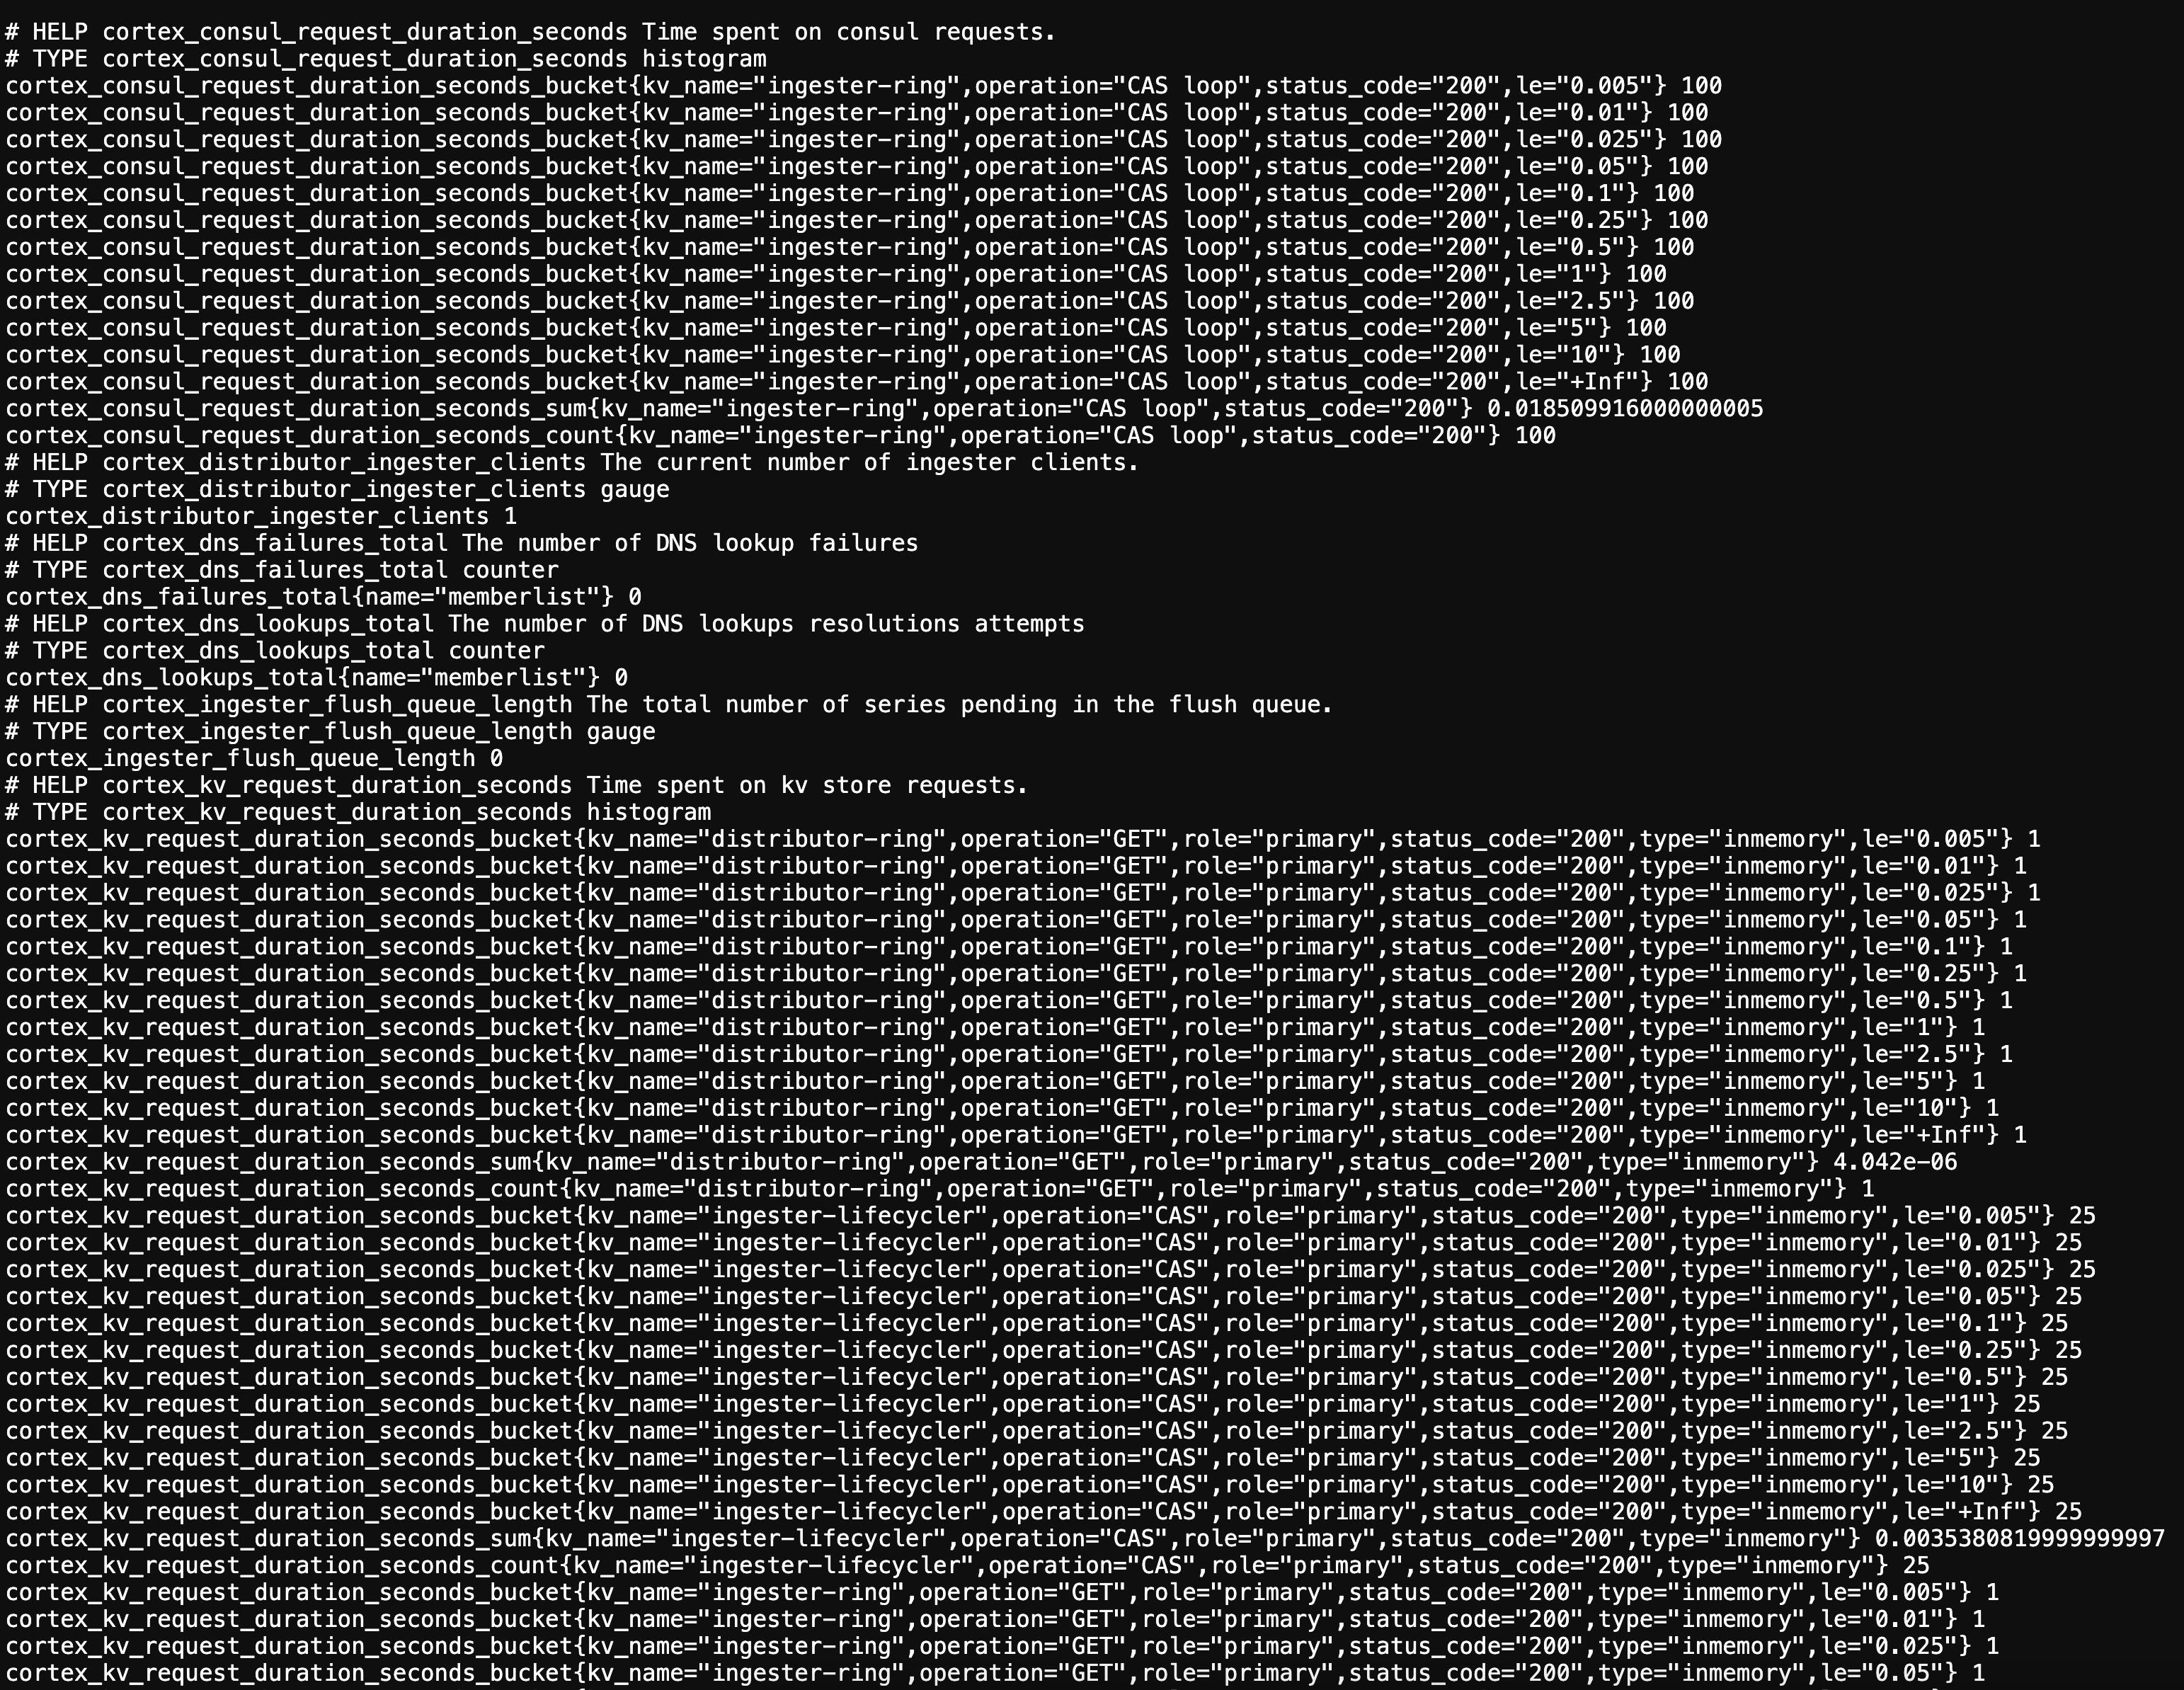 # HELP cortex_consul_request_duration_seconds Time spent on consul requests.
# TYPE cortex_consul_request_duration_seconds histogram
cortex_consul_request_duration_seconds_bucket{kv_name="ingester-ring",operation="CAS loop",status_code="200",le="0.005"} 100
cortex_consul_request_duration_seconds_bucket{kv_name="ingester-ring",operation="CAS loop",status_code="200",le="0.01"} 100
cortex_consul_request_duration_seconds_bucket{kv_name="ingester-ring",operation="CAS loop",status_code="200",le="0.025"} 100
cortex_consul_request_duration_seconds_bucket{kv_name="ingester-ring",operation="CAS loop",status_code="200",le="0.05"} 100
cortex_consul_request_duration_seconds_bucket{kv_name="ingester-ring",operation="CAS loop",status_code="200",le="0.1"} 100
cortex_consul_request_duration_seconds_bucket{kv_name="ingester-ring",operation="CAS loop",status_code="200",le="0.25"} 100
cortex_consul_request_duration_seconds_bucket{kv_name="ingester-ring",operation="CAS loop",status_code="200",le="0.5"} 100
cortex_consul_request_duration_seconds_bucket{kv_name="ingester-ring",operation="CAS loop",status_code="200",le="1"} 100
cortex_consul_request_duration_seconds_bucket{kv_name="ingester-ring",operation="CAS loop",status_code="200",le="2.5"} 100
cortex_consul_request_duration_seconds_bucket{kv_name="ingester-ring",operation="CAS loop",status_code="200",le="5"} 100
cortex_consul_request_duration_seconds_bucket{kv_name="ingester-ring",operation="CAS loop",status_code="200",le="10"} 100
cortex_consul_request_duration_seconds_bucket{kv_name="ingester-ring",operation="CAS loop",status_code="200",le="+Inf"} 100
cortex_consul_request_duration_seconds_sum{kv_name="ingester-ring",operation="CAS loop",status_code="200"} 0.018509916000000005
cortex_consul_request_duration_seconds_count{kv_name="ingester-ring",operation="CAS loop",status_code="200"} 100
# HELP cortex_distributor_ingester_clients The current number of ingester clients.
# TYPE cortex_distributor_ingester_clients gauge
cortex_distributor_ingester_clients 1
# HELP cortex_dns_failures_total The number of DNS lookup failures
# TYPE cortex_dns_failures_total counter
cortex_dns_failures_total{name="memberlist"} 0
# HELP cortex_dns_lookups_total The number of DNS lookups resolutions attempts
# TYPE cortex_dns_lookups_total counter
cortex_dns_lookups_total{name="memberlist"} 0
# HELP cortex_ingester_flush_queue_length The total number of series pending in the flush queue.
# TYPE cortex_ingester_flush_queue_length gauge
cortex_ingester_flush_queue_length 0
# HELP cortex_kv_request_duration_seconds Time spent on kv store requests.
# TYPE cortex_kv_request_duration_seconds histogram
cortex_kv_request_duration_seconds_bucket{kv_name="distributor-ring",operation="GET",role="primary",status_code="200",type="inmemory",le="0.005"} 1
cortex_kv_request_duration_seconds_bucket{kv_name="distributor-ring",operation="GET",role="primary",status_code="200",type="inmemory",le="0.01"} 1
cortex_kv_request_duration_seconds_bucket{kv_name="distributor-ring",operation="GET",role="primary",status_code="200",type="inmemory",le="0.025"} 1
cortex_kv_request_duration_seconds_bucket{kv_name="distributor-ring",operation="GET",role="primary",status_code="200",type="inmemory",le="0.05"} 1
cortex_kv_request_duration_seconds_bucket{kv_name="distributor-ring",operation="GET",role="primary",status_code="200",type="inmemory",le="0.1"} 1
cortex_kv_request_duration_seconds_bucket{kv_name="distributor-ring",operation="GET",role="primary",status_code="200",type="inmemory",le="0.25"} 1
cortex_kv_request_duration_seconds_bucket{kv_name="distributor-ring",operation="GET",role="primary",status_code="200",type="inmemory",le="0.5"} 1
cortex_kv_request_duration_seconds_bucket{kv_name="distributor-ring",operation="GET",role="primary",status_code="200",type="inmemory",le="1"} 1
cortex_kv_request_duration_seconds_bucket{kv_name="distributor-ring",operation="GET",role="primary",status_code="200",type="inmemory",le="2.5"} 1
cortex_kv_request_duration_seconds_bucket{kv_name="distributor-ring",operation="GET",role="primary",status_code="200",type="inmemory",le="5"} 1
cortex_kv_request_duration_seconds_bucket{kv_name="distributor-ring",operation="GET",role="primary",status_code="200",type="inmemory",le="10"} 1
cortex_kv_request_duration_seconds_bucket{kv_name="distributor-ring",operation="GET",role="primary",status_code="200",type="inmemory",le="+Inf"} 1
cortex_kv_request_duration_seconds_sum{kv_name="distributor-ring",operation="GET",role="primary",status_code="200",type="inmemory"} 4.042e-06
cortex_kv_request_duration_seconds_count{kv_name="distributor-ring",operation="GET",role="primary",status_code="200",type="inmemory"} 1
cortex_kv_request_duration_seconds_bucket{kv_name="ingester-lifecycler",operation="CAS",role="primary",status_code="200",type="inmemory",le="0.005"} 25
cortex_kv_request_duration_seconds_bucket{kv_name="ingester-lifecycler",operation="CAS",role="primary",status_code="200",type="inmemory",le="0.01"} 25
cortex_kv_request_duration_seconds_bucket{kv_name="ingester-lifecycler",operation="CAS",role="primary",status_code="200",type="inmemory",le="0.025"} 25
cortex_kv_request_duration_seconds_bucket{kv_name="ingester-lifecycler",operation="CAS",role="primary",status_code="200",type="inmemory",le="0.05"} 25
cortex_kv_request_duration_seconds_bucket{kv_name="ingester-lifecycler",operation="CAS",role="primary",status_code="200",type="inmemory",le="0.1"} 25
cortex_kv_request_duration_seconds_bucket{kv_name="ingester-lifecycler",operation="CAS",role="primary",status_code="200",type="inmemory",le="0.25"} 25
cortex_kv_request_duration_seconds_bucket{kv_name="ingester-lifecycler",operation="CAS",role="primary",status_code="200",type="inmemory",le="0.5"} 25
cortex_kv_request_duration_seconds_bucket{kv_name="ingester-lifecycler",operation="CAS",role="primary",status_code="200",type="inmemory",le="1"} 25
cortex_kv_request_duration_seconds_bucket{kv_name="ingester-lifecycler",operation="CAS",role="primary",status_code="200",type="inmemory",le="2.5"} 25
cortex_kv_request_duration_seconds_bucket{kv_name="ingester-lifecycler",operation="CAS",role="primary",status_code="200",type="inmemory",le="5"} 25
cortex_kv_request_duration_seconds_bucket{kv_name="ingester-lifecycler",operation="CAS",role="primary",status_code="200",type="inmemory",le="10"} 25
cortex_kv_request_duration_seconds_bucket{kv_name="ingester-lifecycler",operation="CAS",role="primary",status_code="200",type="inmemory",le="+Inf"} 25
cortex_kv_request_duration_seconds_sum{kv_name="ingester-lifecycler",operation="CAS",role="primary",status_code="200",type="inmemory"} 0.0035380819999999997
cortex_kv_request_duration_seconds_count{kv_name="ingester-lifecycler",operation="CAS",role="primary",status_code="200",type="inmemory"} 25
cortex_kv_request_duration_seconds_bucket{kv_name="ingester-ring",operation="GET",role="primary",status_code="200",type="inmemory",le="0.005"} 1
cortex_kv_request_duration_seconds_bucket{kv_name="ingester-ring",operation="GET",role="primary",status_code="200",type="inmemory",le="0.01"} 1
cortex_kv_request_duration_seconds_bucket{kv_name="ingester-ring",operation="GET",role="primary",status_code="200",type="inmemory",le="0.025"} 1
cortex_kv_request_duration_seconds_bucket{kv_name="ingester-ring",operation="GET",role="primary",status_code="200",type="inmemory",le="0.05"} 1